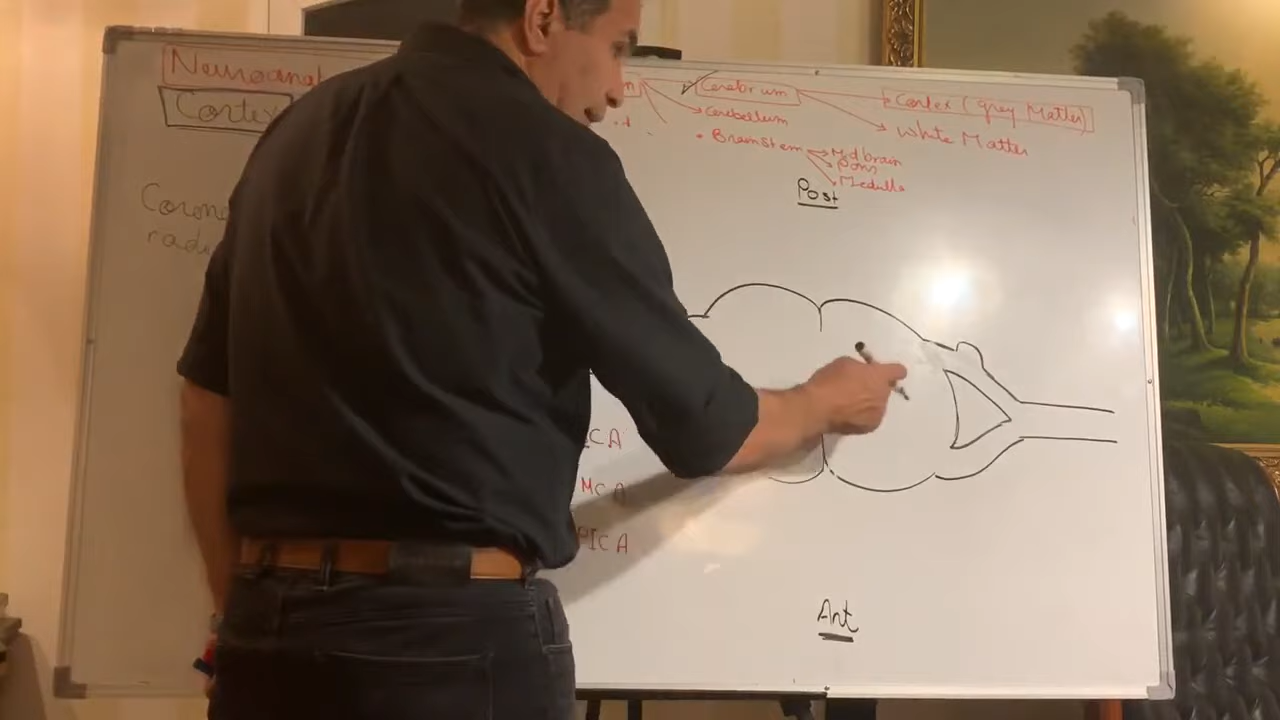 Neuroanat
Cortex
Cerebrum
Cortex (grey Matter)
White Matter
Cerebellum
Brainstem
Midbrain
Pons
Medulla
Post
Corona
radi
CA
MCA
PICA
Ant